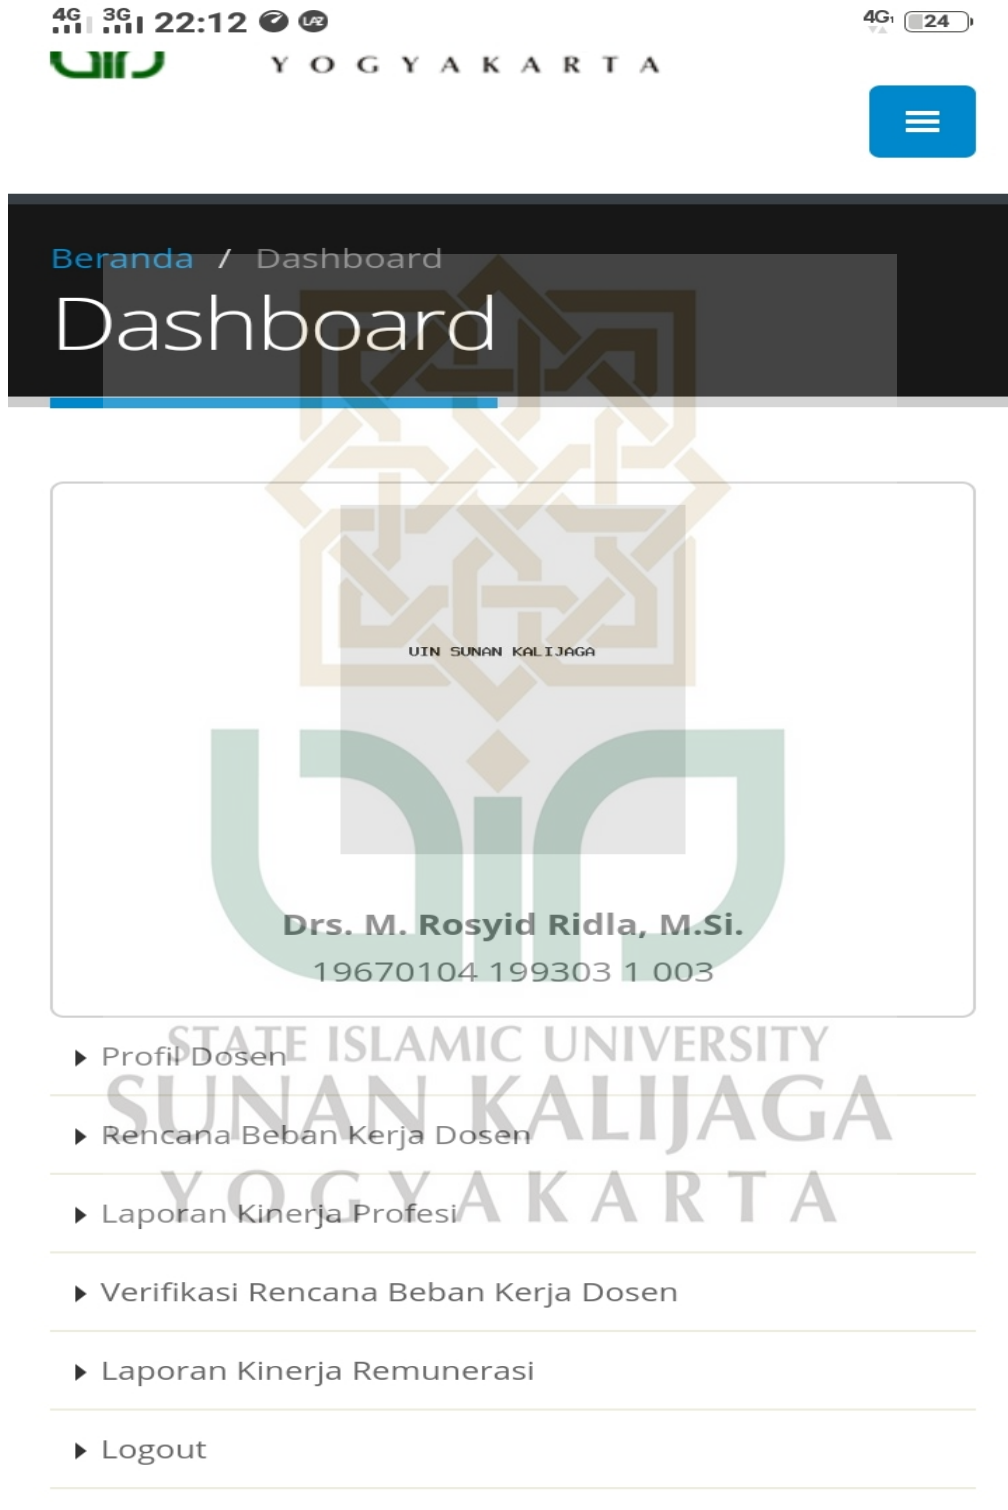 4G 3G 22:12 LAZ 4G 24
YOGYAKARTA
Beranda / Dashboard
Dashboard
UIN SUNAN KALIJAGA
Drs. M. Rosyid Ridla, M.Si.
19670104 199303 1 003
STATE ISLAMIC UNIVERSITY
Profil Dosen
SUNAN KALIJAGA
Rencana Beban Kerja Dosen
YOGYAKARTA
Laporan Kinerja Profesi
Verifikasi Rencana Beban Kerja Dosen
Laporan Kinerja Remunerasi
Logout